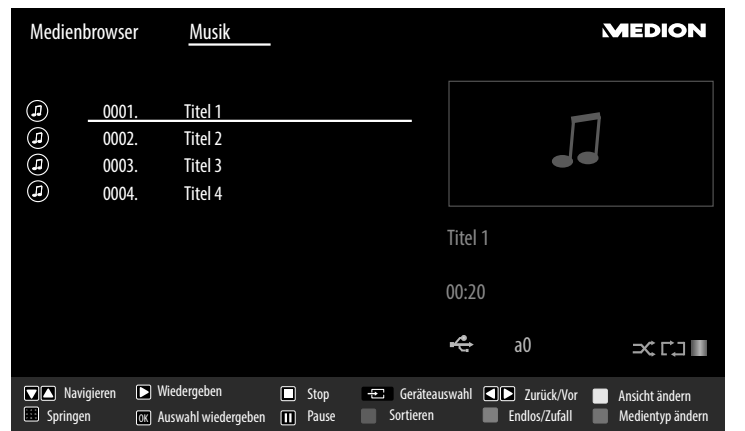 Medienbrowser Musik MEDION
0001. Titel 1
0002. Titel 2
0003. Titel 3
0004. Titel 4
Titel 1
00:20
a0
Navigieren Wiedergeben Stop Geräteauswahl Zurück/Vor Ansicht ändern
Springen OK Auswahl wiedergeben Pause Sortieren Endlos/Zufall Medientyp ändern